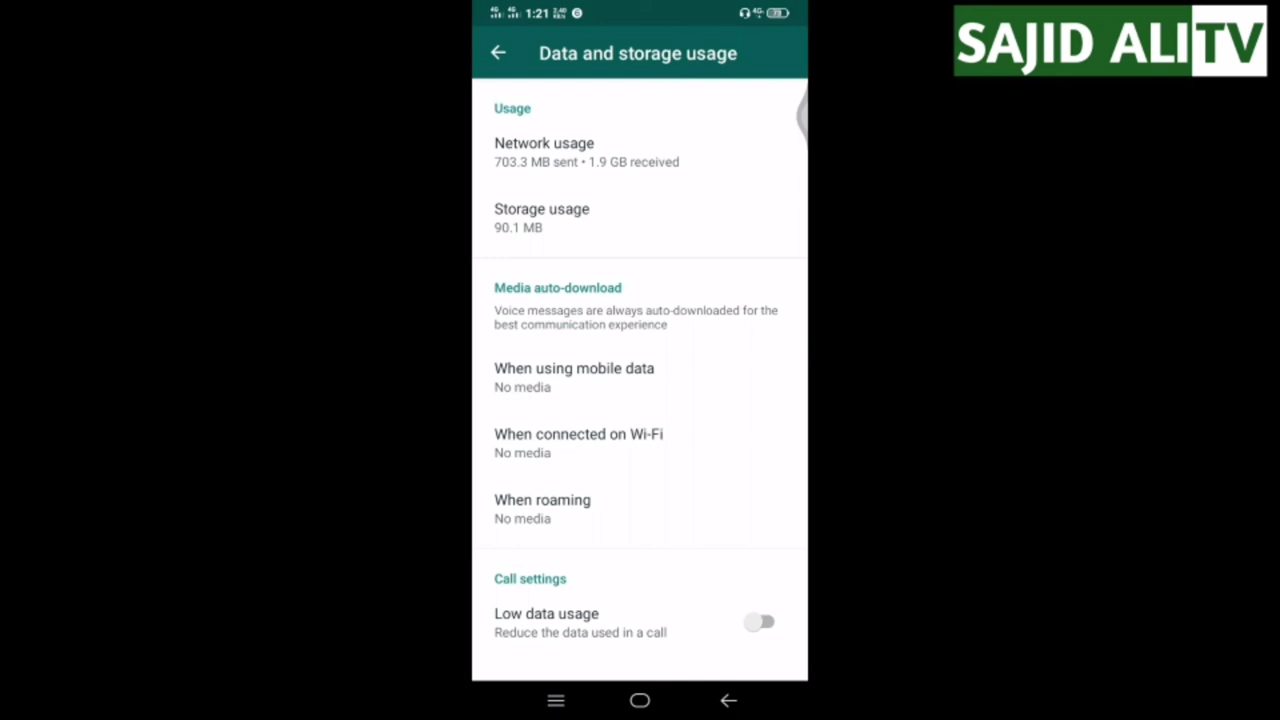 1:21
SAJID ALI TV
Data and storage usage
Usage
Network usage
703.3 MB sent • 1.9 GB received
Storage usage
90.1 MB
Media auto-download
Voice messages are always auto-downloaded for the
best communication experience
When using mobile data
No media
When connected on Wi-Fi
No media
When roaming
No media
Call settings
Low data usage
Reduce the data used in a call